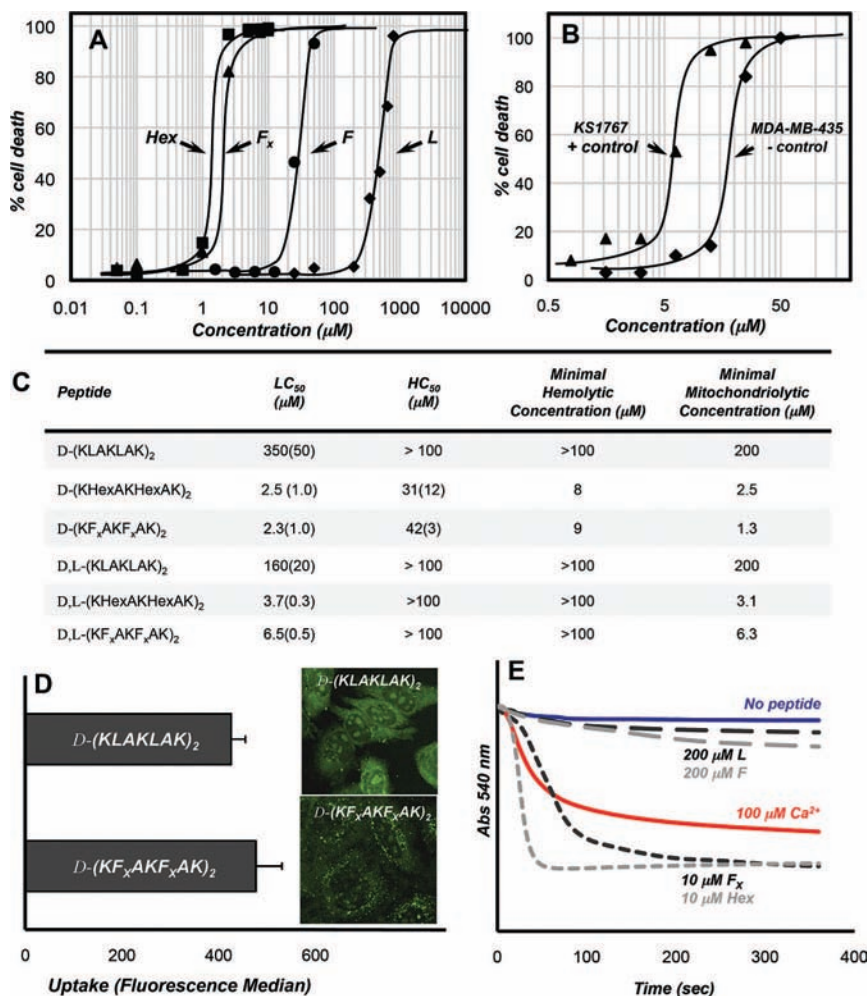 A
% cell death
100
80
60
40
20
0
Hex
Fx
F
L
0.01 0.1 1 10 100 1000 10000
Concentration (µM)
B
% cell death
100
80
60
40
20
0
KS1767
+ control
MDA-MB-435
- control
0.5 5 50
Concentration (µM)
C
Peptide LC50 (µM) HC50 (µM) Minimal Hemolytic Concentration (µM) Minimal Mitochondriolytic Concentration (µM)
D-(KLAKLAK)2 350(50) > 100 >100 200
D-(KHexAKHexAK)2 2.5 (1.0) 31(12) 8 2.5
D-(KFxAKFxAK)2 2.3(1.0) 42(3) 9 1.3
D,L-(KLAKLAK)2 160(20) > 100 >100 200
D,L-(KHexAKHexAK)2 3.7(0.3) >100 >100 3.1
D,L-(KFxAKFxAK)2 6.5(0.5) > 100 >100 6.3
D
D-(KLAKLAK)2
D-(KFxAKFxAK)2
D-(KLAKLAK)2
D-(KFxAKFxAK)2
0 200 400 600
Uptake (Fluorescence Median)
E
Abs 540 nm
No peptide
200 µM L
200 µM F
100 µM Ca2+
10 µM Fx
10 µM Hex
0 100 200 300 400
Time (sec)